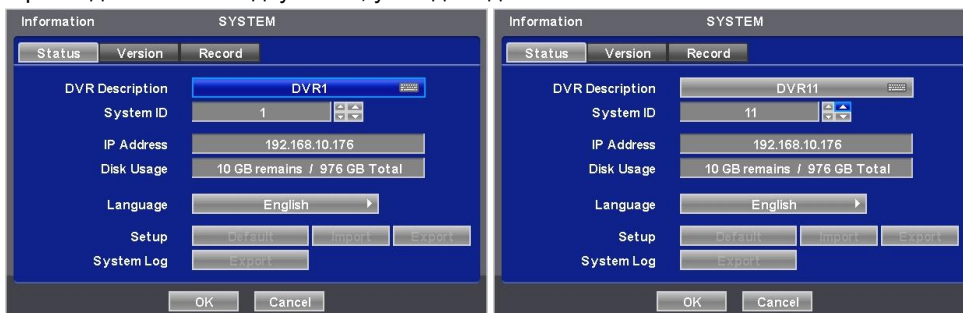 Information SYSTEM
Status Version Record
DVR Description DVR1
System ID 1
IP Address 192.168.10.176
Disk Usage 10 GB remains / 976 GB Total
Language English
Setup Default Import Export
System Log Export
OK Cancel
Information SYSTEM
Status Version Record
DVR Description DVR11
System ID 11
IP Address 192.168.10.176
Disk Usage 10 GB remains / 976 GB Total
Language English
Setup Default Import Export
System Log Export
OK Cancel